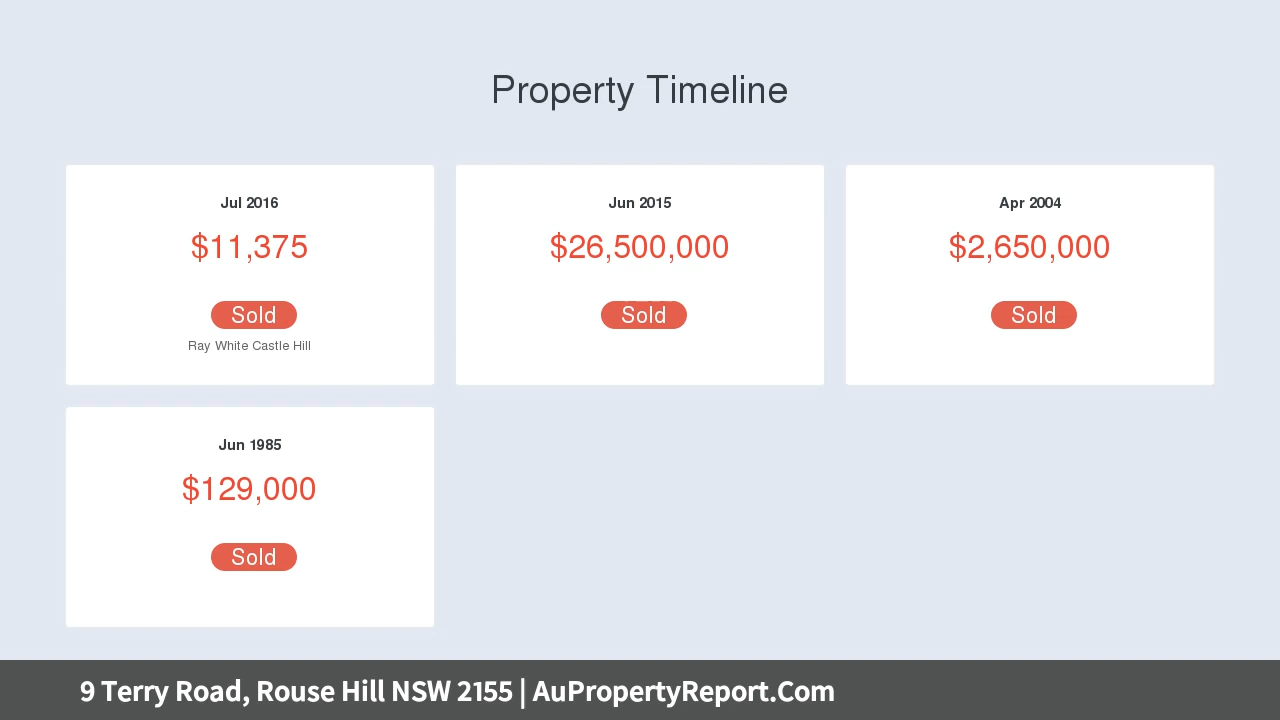 Property Timeline
Jul 2016
$11,375
Sold
Ray White Castle Hill
Jun 2015
$26,500,000
Sold
Apr 2004
$2,650,000
Sold
Jun 1985
$129,000
Sold
9 Terry Road, Rouse Hill NSW 2155 | AuPropertyReport.Com